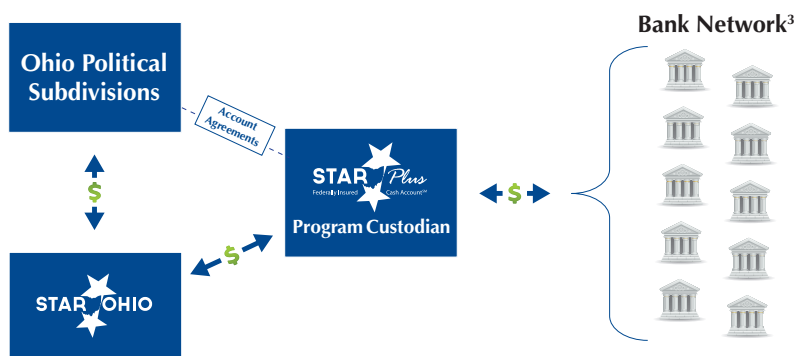 Bank Network³
Ohio Political
Subdivisions
Account
Agreements
STAR Plus
Federally Insured Cash Account℠
Program Custodian
$
$
$
STAR OHIO